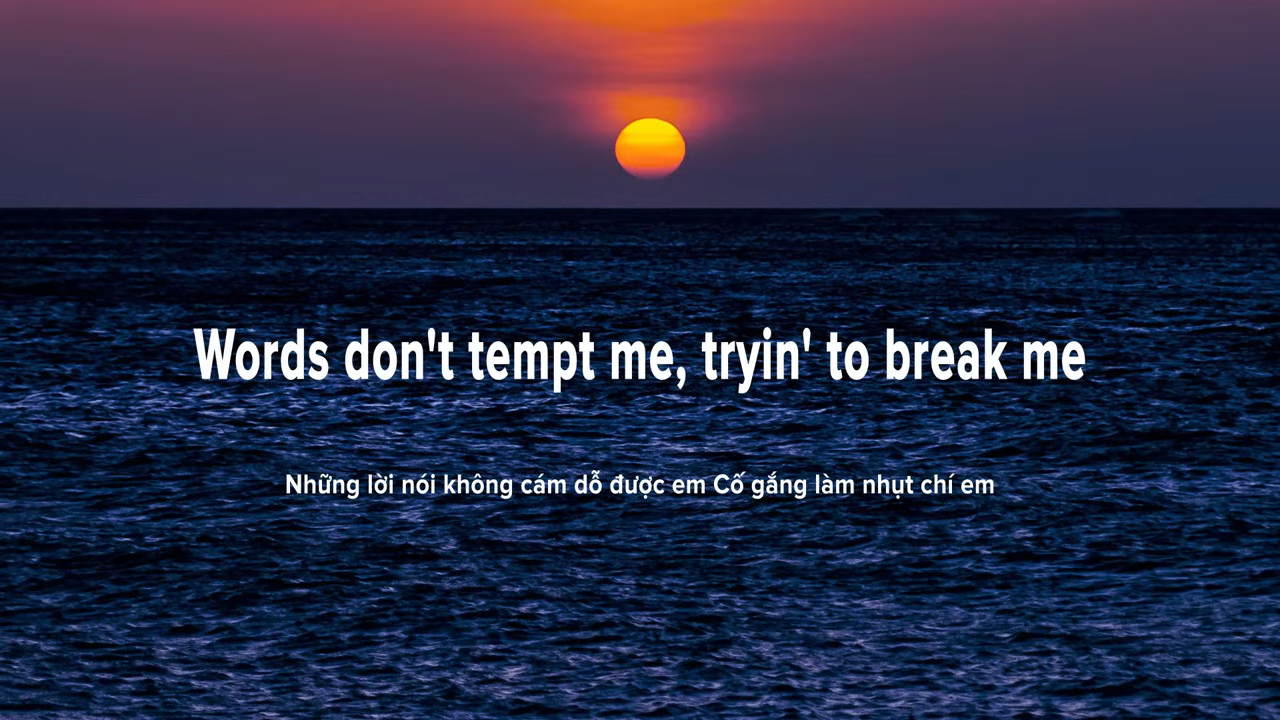 Words don't tempt me, tryin' to break me
Những lời nói không cám dỗ được em Cố gắng làm nhụt chí em